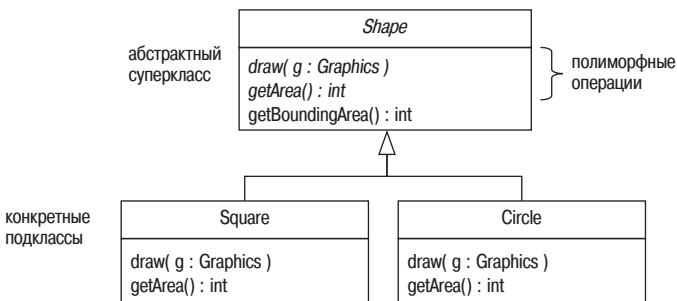 Shape
абстрактный
суперкласс
draw( g : Graphics )
getArea() : int
getBoundingArea() : int
полиморфные
операции
конкретные
подклассы
Square
draw( g : Graphics )
getArea() : int
Circle
draw( g : Graphics )
getArea() : int